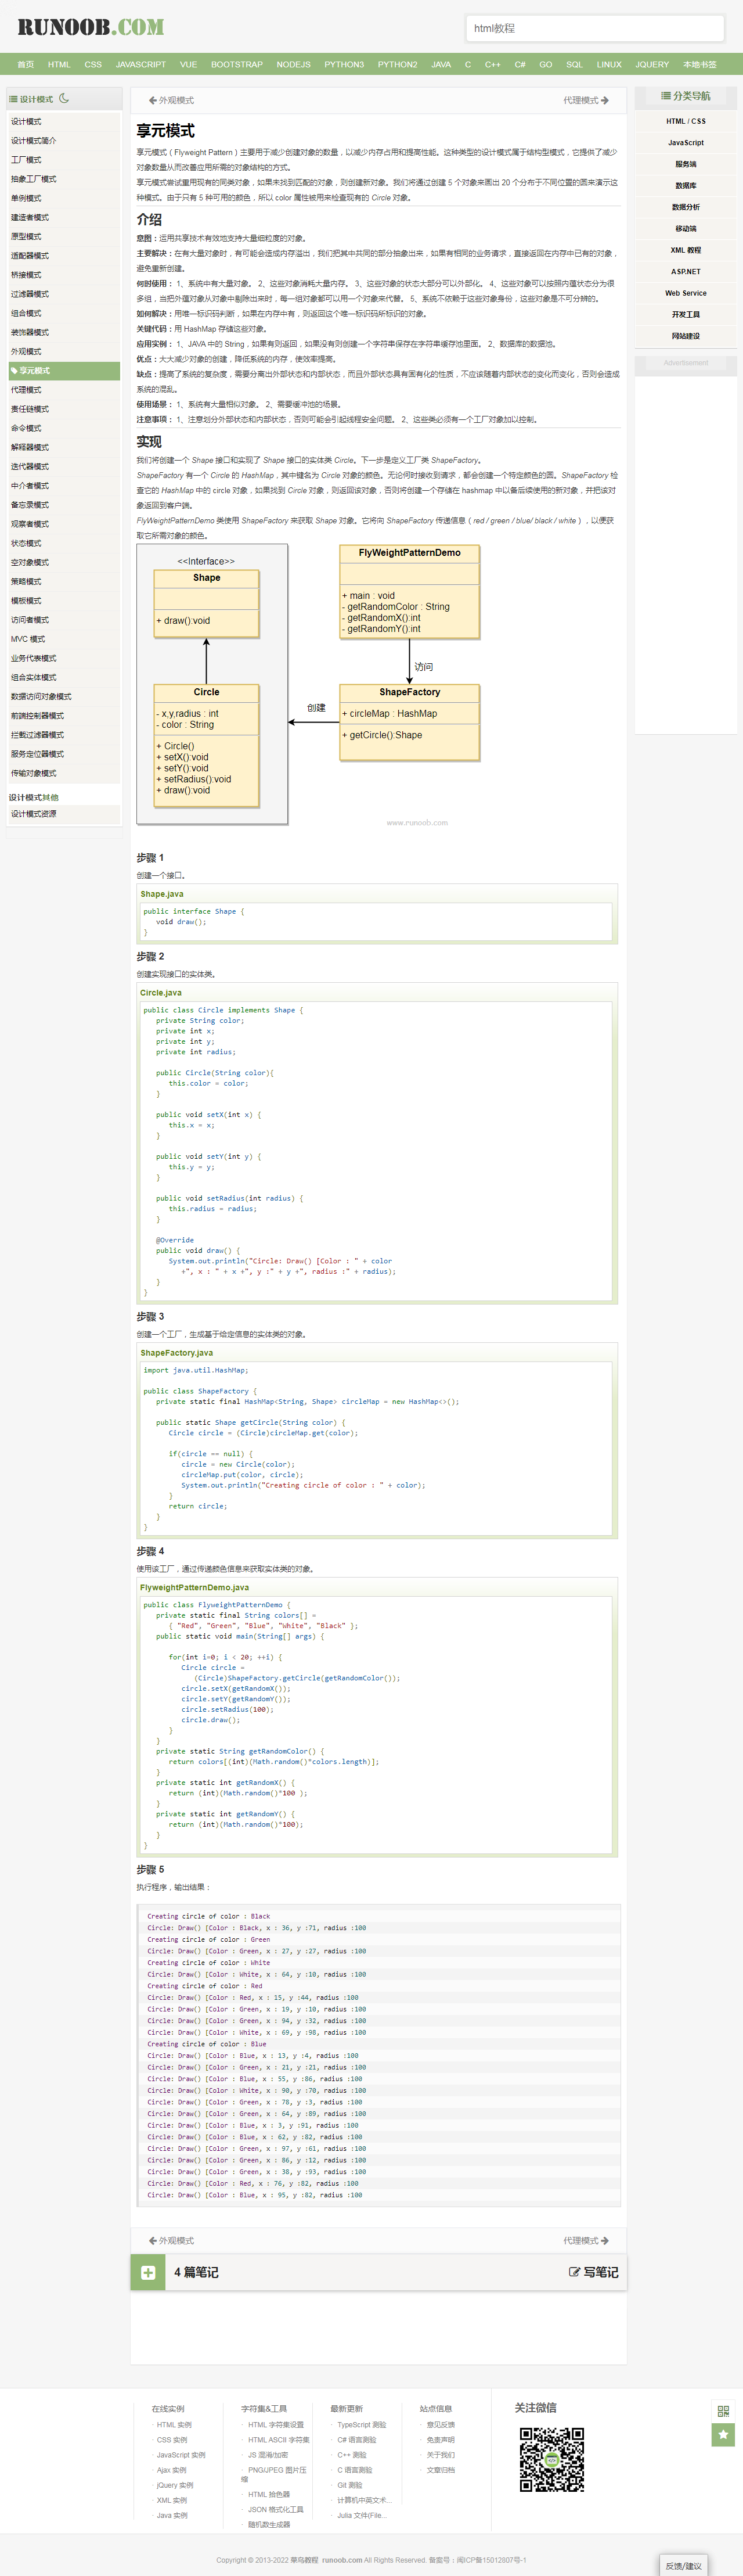 RUNOOB.COM
html教程
首页 HTML CSS JAVASCRIPT VUE BOOTSTRAP NODEJS PYTHON3 PYTHON2 JAVA C C++ C# GO SQL LINUX JQUERY 本地书签
设计模式
设计模式
设计模式简介
工厂模式
抽象工厂模式
单例模式
建造者模式
原型模式
适配器模式
桥接模式
过滤器模式
组合模式
装饰器模式
外观模式
享元模式
代理模式
责任链模式
命令模式
解释器模式
迭代器模式
中介者模式
备忘录模式
观察者模式
状态模式
空对象模式
策略模式
模板模式
访问者模式
MVC 模式
业务代表模式
组合实体模式
数据访问对象模式
前端控制器模式
拦截过滤器模式
服务定位器模式
传输对象模式
设计模式其他
设计模式资源
外观模式
代理模式
享元模式
享元模式（Flyweight Pattern）主要用于减少创建对象的数量，以减少内存占用和提高性能。这种类型的设计模式属于结构型模式，它提供了减
少对象数量从而改善应用所需的对象结构的方式。
享元模式尝试重用现有的同类对象，如果未找到匹配的对象，则创建新对象。我们将通过创建 5 个对象来画出 20 个分布于不同位置的圆来演示这
种模式。由于只有 5 种可用的颜色，所以 color 属性被用来检查现有的 Circle 对象。
介绍
意图：运用共享技术有效地支持大量细粒度的对象。
主要解决：在有大量对象时，有可能会造成内存溢出，我们把其中共同的部分抽象出来，如果有相同的业务请求，直接返回在内存中已有的对象，
避免重新创建。
何时使用： 1、系统中有大量对象。 2、这些对象消耗大量内存。 3、这些对象的状态大部分可以外部化。 4、这些对象可以按照内蕴状态分为很
多组，当把外蕴对象从对象中剔除出来时，每一组对象都可以用一个对象来代替。 5、系统不依赖于这些对象身份，这些对象是不可分辨的。
如何解决：用唯一标识码判断，如果在内存中有，则返回这个唯一标识码所标识的对象。
关键代码：用 HashMap 存储这些对象。
应用实例： 1、JAVA 中的 String，如果有则返回，如果没有则创建一个字符串保存在字符串缓存池里面。 2、数据库的数据池。
优点：大大减少对象的创建，降低系统的内存，使效率提高。
缺点：提高了系统的复杂度，需要分离出外部状态和内部状态，而且外部状态具有固有化的性质，不应该随着内部状态的变化而变化，否则会造成
系统的混乱。
使用场景： 1、系统有大量相似对象。 2、需要缓冲池的场景。
注意事项： 1、注意划分外部状态和内部状态，否则可能会引起线程安全问题。 2、这些类必须有一个工厂对象加以控制。
实现
我们将创建一个 Shape 接口和实现了 Shape 接口的实体类 Circle。下一步是定义工厂类 ShapeFactory。
ShapeFactory 有一个 Circle 的 HashMap，其中键名为 Circle 对象的颜色。无论何时接收到请求，都会创建一个特定颜色的圆。ShapeFactory 检
查它的 HashMap 中的 circle 对象，如果找到 Circle 对象，则返回该对象，否则将创建一个存储在 hashmap 中以备后续使用的新对象，并把该对
象返回到客户端。
FlyWeightPatternDemo 类使用 ShapeFactory 来获取 Shape 对象。它将向 ShapeFactory 传递信息（red / green / blue/ black / white），以便获
取它所需对象的颜色。
<<Interface>>
Shape
+ draw():void
Circle
- x,y,radius : int
- color : String
+ Circle()
+ setX():void
+ setY():void
+ setRadius():void
+ draw():void
FlyWeightPatternDemo
+ main : void
- getRandomColor : String
- getRandomX():int
- getRandomY():int
访问
创建
ShapeFactory
+ circleMap : HashMap
+ getCircle():Shape
www.runoob.com
步骤 1
创建一个接口。
Shape.java
public interface Shape {
void draw();
}
步骤 2
创建实现接口的实体类。
Circle.java
public class Circle implements Shape {
private String color;
private int x;
private int y;
private int radius;
public Circle(String color){
this.color = color;
}
public void setX(int x) {
this.x = x;
}
public void setY(int y) {
this.y = y;
}
public void setRadius(int radius) {
this.radius = radius;
}
@Override
public void draw() {
System.out.println("Circle: Draw() [Color : " + color
+", x : " + x +", y :" + y +", radius :" + radius);
}
}
步骤 3
创建一个工厂，生成基于给定信息的实体类的对象。
ShapeFactory.java
import java.util.HashMap;
public class ShapeFactory {
private static final HashMap<String, Shape> circleMap = new HashMap<>();
public static Shape getCircle(String color) {
Circle circle = (Circle)circleMap.get(color);
if(circle == null) {
circle = new Circle(color);
circleMap.put(color, circle);
System.out.println("Creating circle of color : " + color);
}
return circle;
}
}
步骤 4
使用该工厂，通过传递颜色信息来获取实体类的对象。
FlyweightPatternDemo.java
public class FlyweightPatternDemo {
private static final String colors[] =
{ "Red", "Green", "Blue", "White", "Black" };
public static void main(String[] args) {
for(int i=0; i < 20; ++i) {
Circle circle =
(Circle)ShapeFactory.getCircle(getRandomColor());
circle.setX(getRandomX());
circle.setY(getRandomY());
circle.setRadius(100);
circle.draw();
}
}
private static String getRandomColor() {
return colors[(int)(Math.random()*colors.length)];
}
private static int getRandomX() {
return (int)(Math.random()*100 );
}
private static int getRandomY() {
return (int)(Math.random()*100);
}
}
步骤 5
执行程序，输出结果：
Creating circle of color : Black
Circle: Draw() [Color : Black, x : 36, y :71, radius :100
Creating circle of color : Green
Circle: Draw() [Color : Green, x : 27, y :27, radius :100
Creating circle of color : White
Circle: Draw() [Color : White, x : 64, y :10, radius :100
Creating circle of color : Red
Circle: Draw() [Color : Red, x : 15, y :44, radius :100
Circle: Draw() [Color : Green, x : 19, y :10, radius :100
Circle: Draw() [Color : Green, x : 94, y :32, radius :100
Circle: Draw() [Color : White, x : 69, y :98, radius :100
Creating circle of color : Blue
Circle: Draw() [Color : Blue, x : 13, y :4, radius :100
Circle: Draw() [Color : Green, x : 21, y :21, radius :100
Circle: Draw() [Color : Blue, x : 55, y :86, radius :100
Circle: Draw() [Color : White, x : 90, y :70, radius :100
Circle: Draw() [Color : Green, x : 78, y :3, radius :100
Circle: Draw() [Color : Green, x : 64, y :89, radius :100
Circle: Draw() [Color : Blue, x : 3, y :91, radius :100
Circle: Draw() [Color : Blue, x : 62, y :82, radius :100
Circle: Draw() [Color : Green, x : 97, y :61, radius :100
Circle: Draw() [Color : Green, x : 86, y :12, radius :100
Circle: Draw() [Color : Green, x : 38, y :93, radius :100
Circle: Draw() [Color : Red, x : 76, y :82, radius :100
Circle: Draw() [Color : Blue, x : 95, y :82, radius :100
外观模式
代理模式
4 篇笔记
写笔记
分类导航
HTML / CSS
JavaScript
服务端
数据库
数据分析
移动端
XML 教程
ASP.NET
Web Service
开发工具
网站建设
Advertisement
在线实例
· HTML 实例
· CSS 实例
· JavaScript 实例
· Ajax 实例
· jQuery 实例
· XML 实例
· Java 实例
字符集&工具
· HTML 字符集设置
· HTML ASCII 字符集
· JS 混淆/加密
· PNG/JPEG 图片压
缩
· HTML 拾色器
· JSON 格式化工具
· 随机数生成器
最新更新
· TypeScript 测验
· C# 语言测验
· C++ 测验
· C 语言测验
· Git 测验
· 计算机中英文术...
· Julia 文件(File...
站点信息
· 意见反馈
· 免责声明
· 关于我们
· 文章归档
关注微信
Copyright © 2013-2022 菜鸟教程 runoob.com All Rights Reserved. 备案号：闽ICP备15012807号-1
反馈/建议